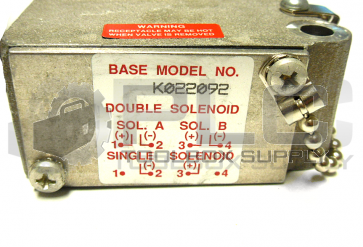 WARNING
RECEPTACLE MAY BE HOT
WHEN VALVE IS REMOVED
BASE MODEL NO.
K022092
DOUBLE SOLENOID
SOL. A SOL. B
(+) (-) (+) (-)
1 2 3 4
SINGLE SOLENOID
(-) (+)
1 2 3 4